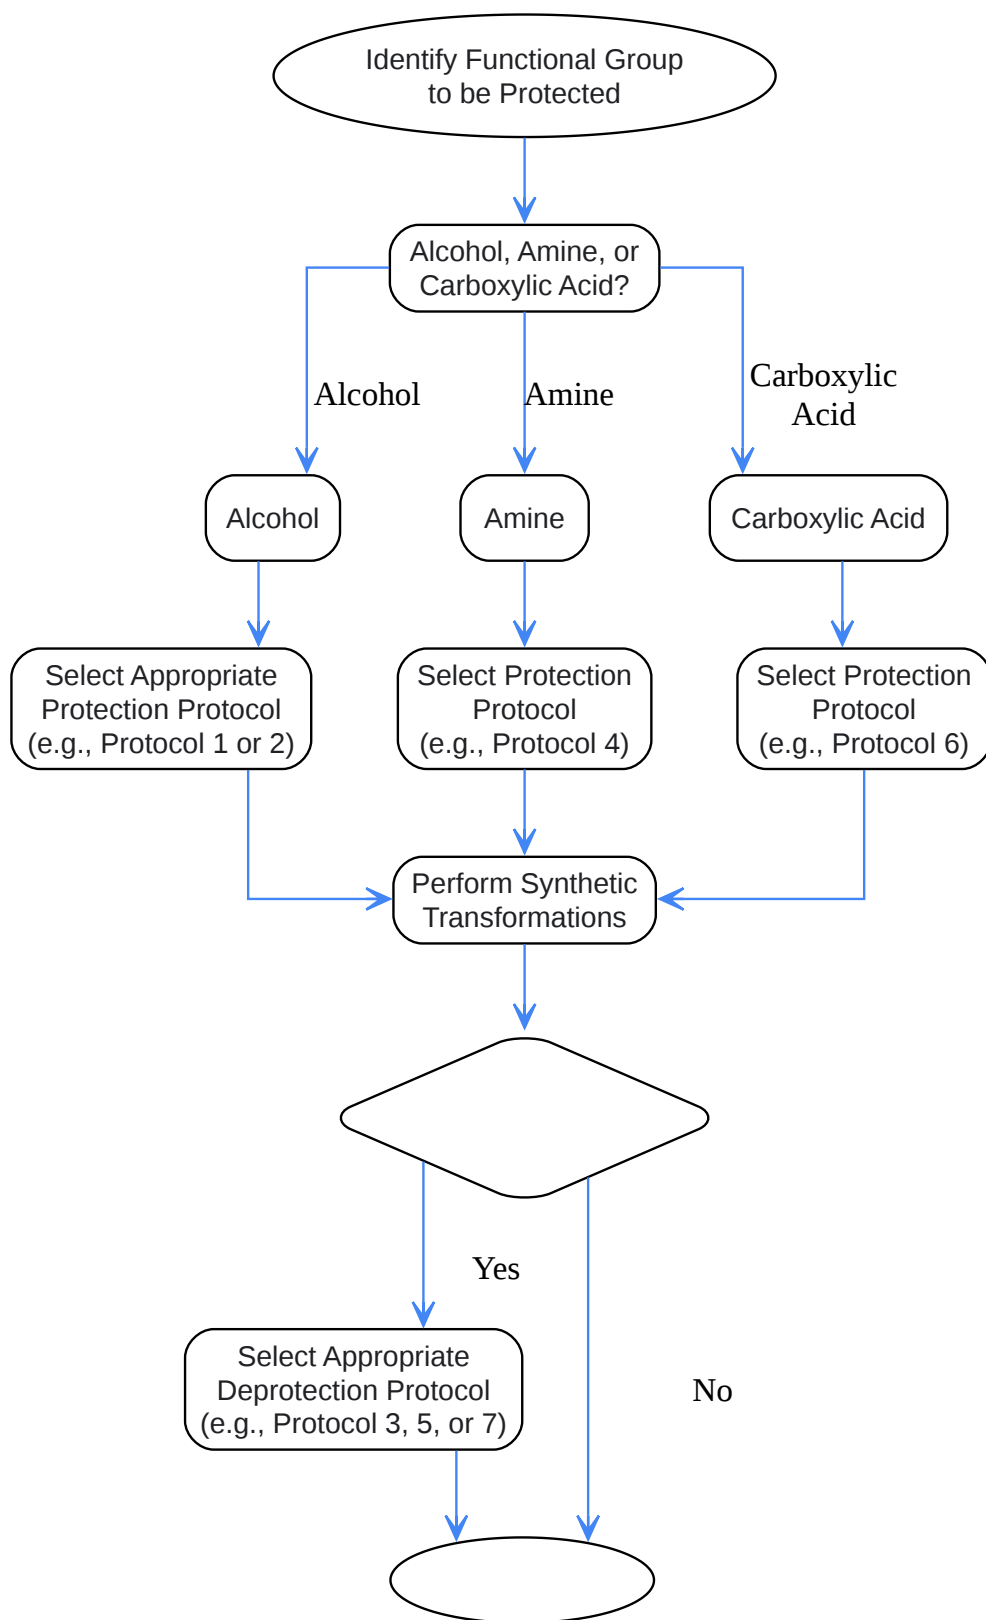 Identify Functional Group
to be Protected
Alcohol, Amine, or
Carboxylic Acid?
Alcohol
Amine
Carboxylic
Acid
Alcohol
Amine
Carboxylic Acid
Select Appropriate
Protection Protocol
(e.g., Protocol 1 or 2)
Select Protection
Protocol
(e.g., Protocol 4)
Select Protection
Protocol
(e.g., Protocol 6)
Perform Synthetic
Transformations
Yes
Select Appropriate
Deprotection Protocol
(e.g., Protocol 3, 5, or 7)
No